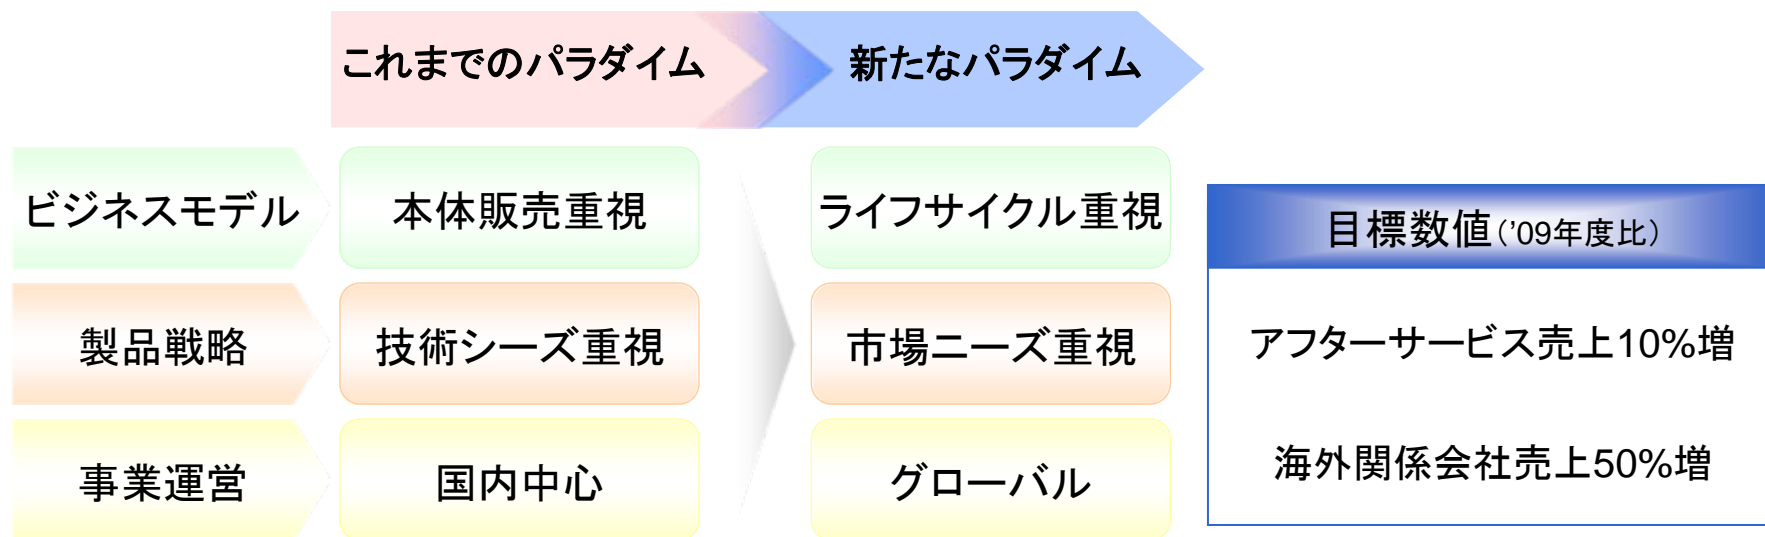 これまでのパラダイム 新たなパラダイム
ビジネスモデル 本体販売重視 ライフサイクル重視
目標数値(’09年度比)
製品戦略 技術シーズ重視 市場ニーズ重視 アフターサービス売上10%増
事業運営 国内中心 グローバル 海外関係会社売上50%増